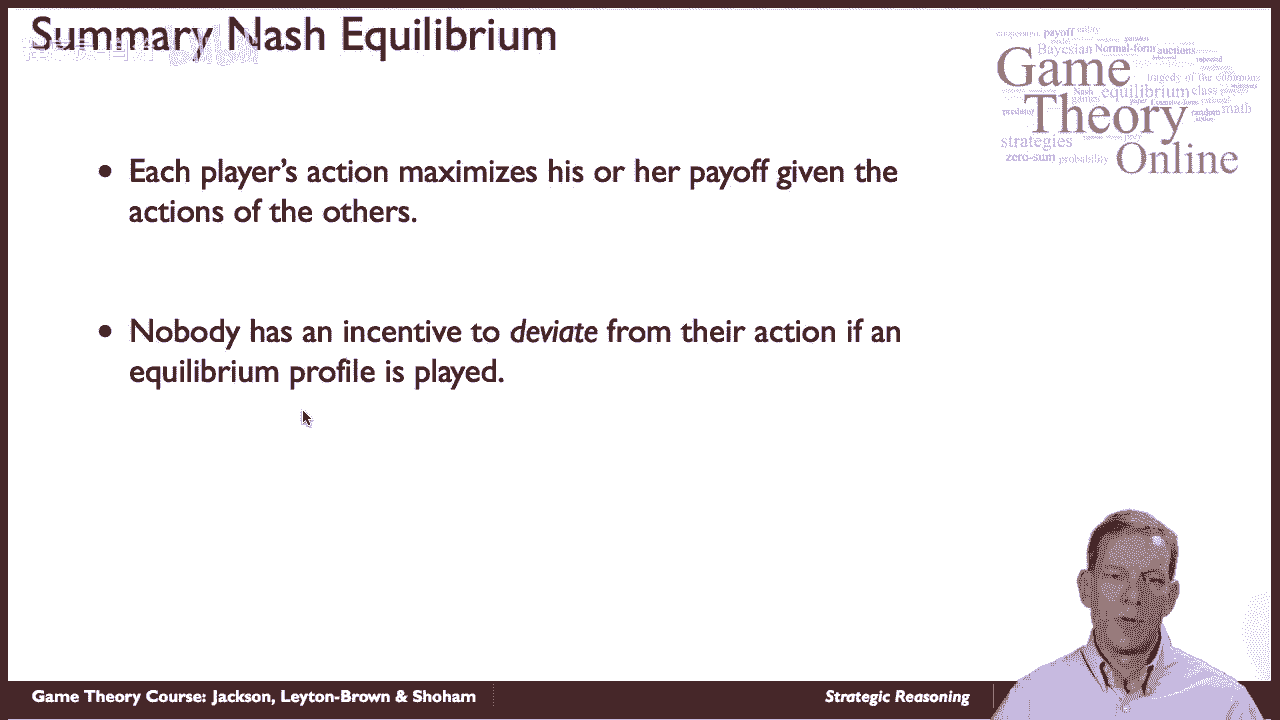 Summary Nash Equilibrium
• Each player's action maximizes his or her payoff given the
actions of the others.
• Nobody has an incentive to deviate from their action if an
equilibrium profile is played.
payoff
Bayesian Normal-form auctions
Game
tragedy of the commons
Nash equilibrium class
games
Theory
predator
random
math
strategies
zero-sum probability
Online
Game Theory Course: Jackson, Leyton-Brown & Shoham
Strategic Reasoning